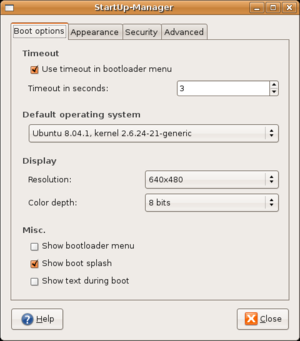 StartUp-Manager
Boot options Appearance Security Advanced
Timeout
Use timeout in bootloader menu
Timeout in seconds: 3
Default operating system
Ubuntu 8.04.1, kernel 2.6.24-21-generic
Display
Resolution: 640x480
Color depth: 8 bits
Misc.
Show bootloader menu
Show boot splash
Show text during boot
Help Close